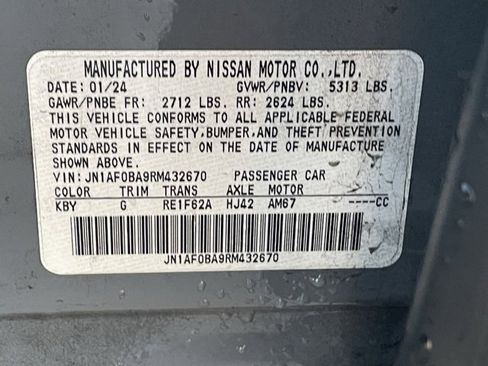 MANUFACTURED BY NISSAN MOTOR CO.,LTD.
DATE: 01/24 GVWR/PNBV: 5313 LBS.
GAWR/PNBE FR: 2712 LBS. RR: 2624 LBS.
THIS VEHICLE CONFORMS TO ALL APPLICABLE FEDERAL
MOTOR VEHICLE SAFETY,BUMPER,AND THEFT PREVENTION
STANDARDS IN EFFECT ON THE DATE OF MANUFACTURE
SHOWN ABOVE.
VIN: JN1AF0BA9RM432670 PASSENGER CAR
COLOR TRIM TRANS AXLE MOTOR
KBY G RE1F62A HJ42 AM67 ----CC
JN1AF0BA9RM432670